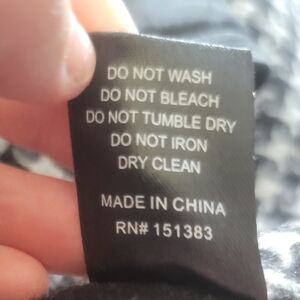 DO NOT WASH
DO NOT BLEACH
DO NOT TUMBLE DRY
DO NOT IRON
DRY CLEAN
MADE IN CHINA
RN# 151383